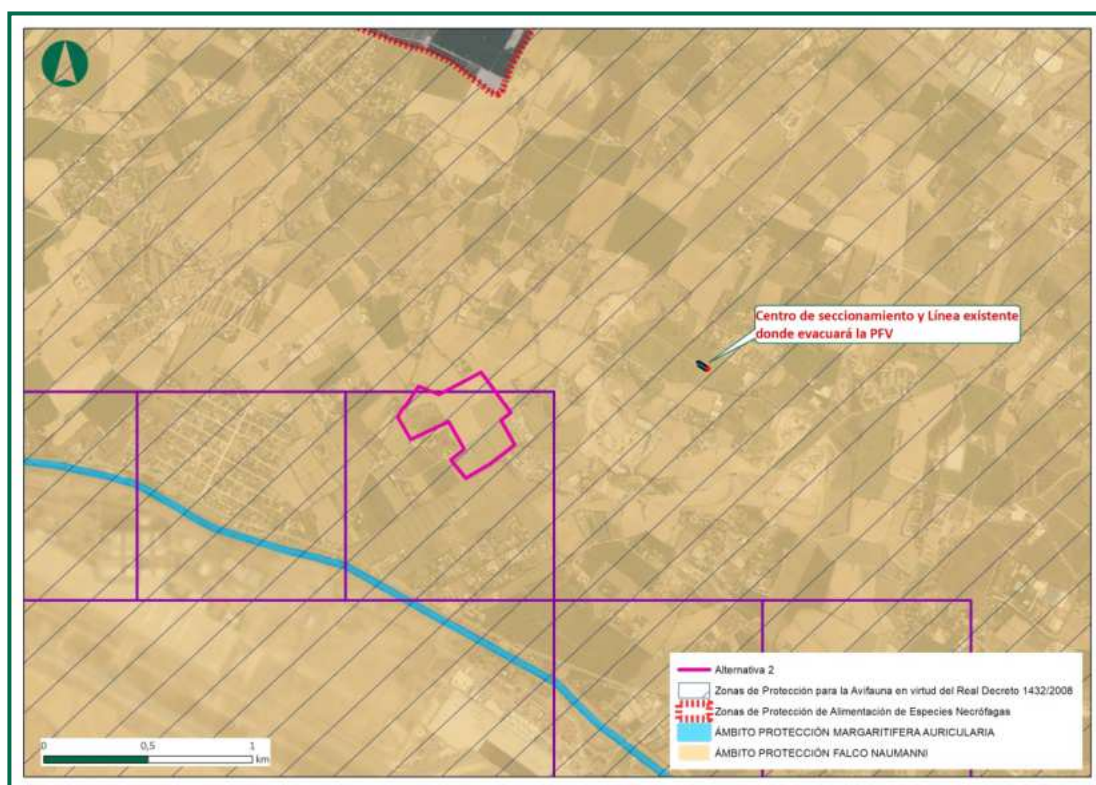 Centro de seccionamiento y Línea existente
donde evacuará la PFV
Alternativa 2
Zonas de Protección para la Avifauna en virtud del Real Decreto 1432/2008
Zonas de Protección de Alimentación de Especies Necrófagas
ÁMBITO PROTECCIÓN MARGARITIFERA AURICULARIA
ÁMBITO PROTECCIÓN FALCO NAUMANNI
0 0,5 1
km